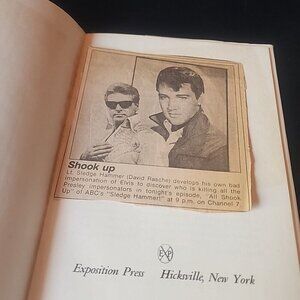 Shook up
Lt. Sledge Hammer (David Rasche) develops his own bad
impersonation of Elvis to discover who is killing all the
Presley impersonators in tonight's episode, "All Shook
Up" of ABC's "Sledge Hammer!" at 9 p.m. on Channel 7.
EXP
Exposition Press Hicksville, New York